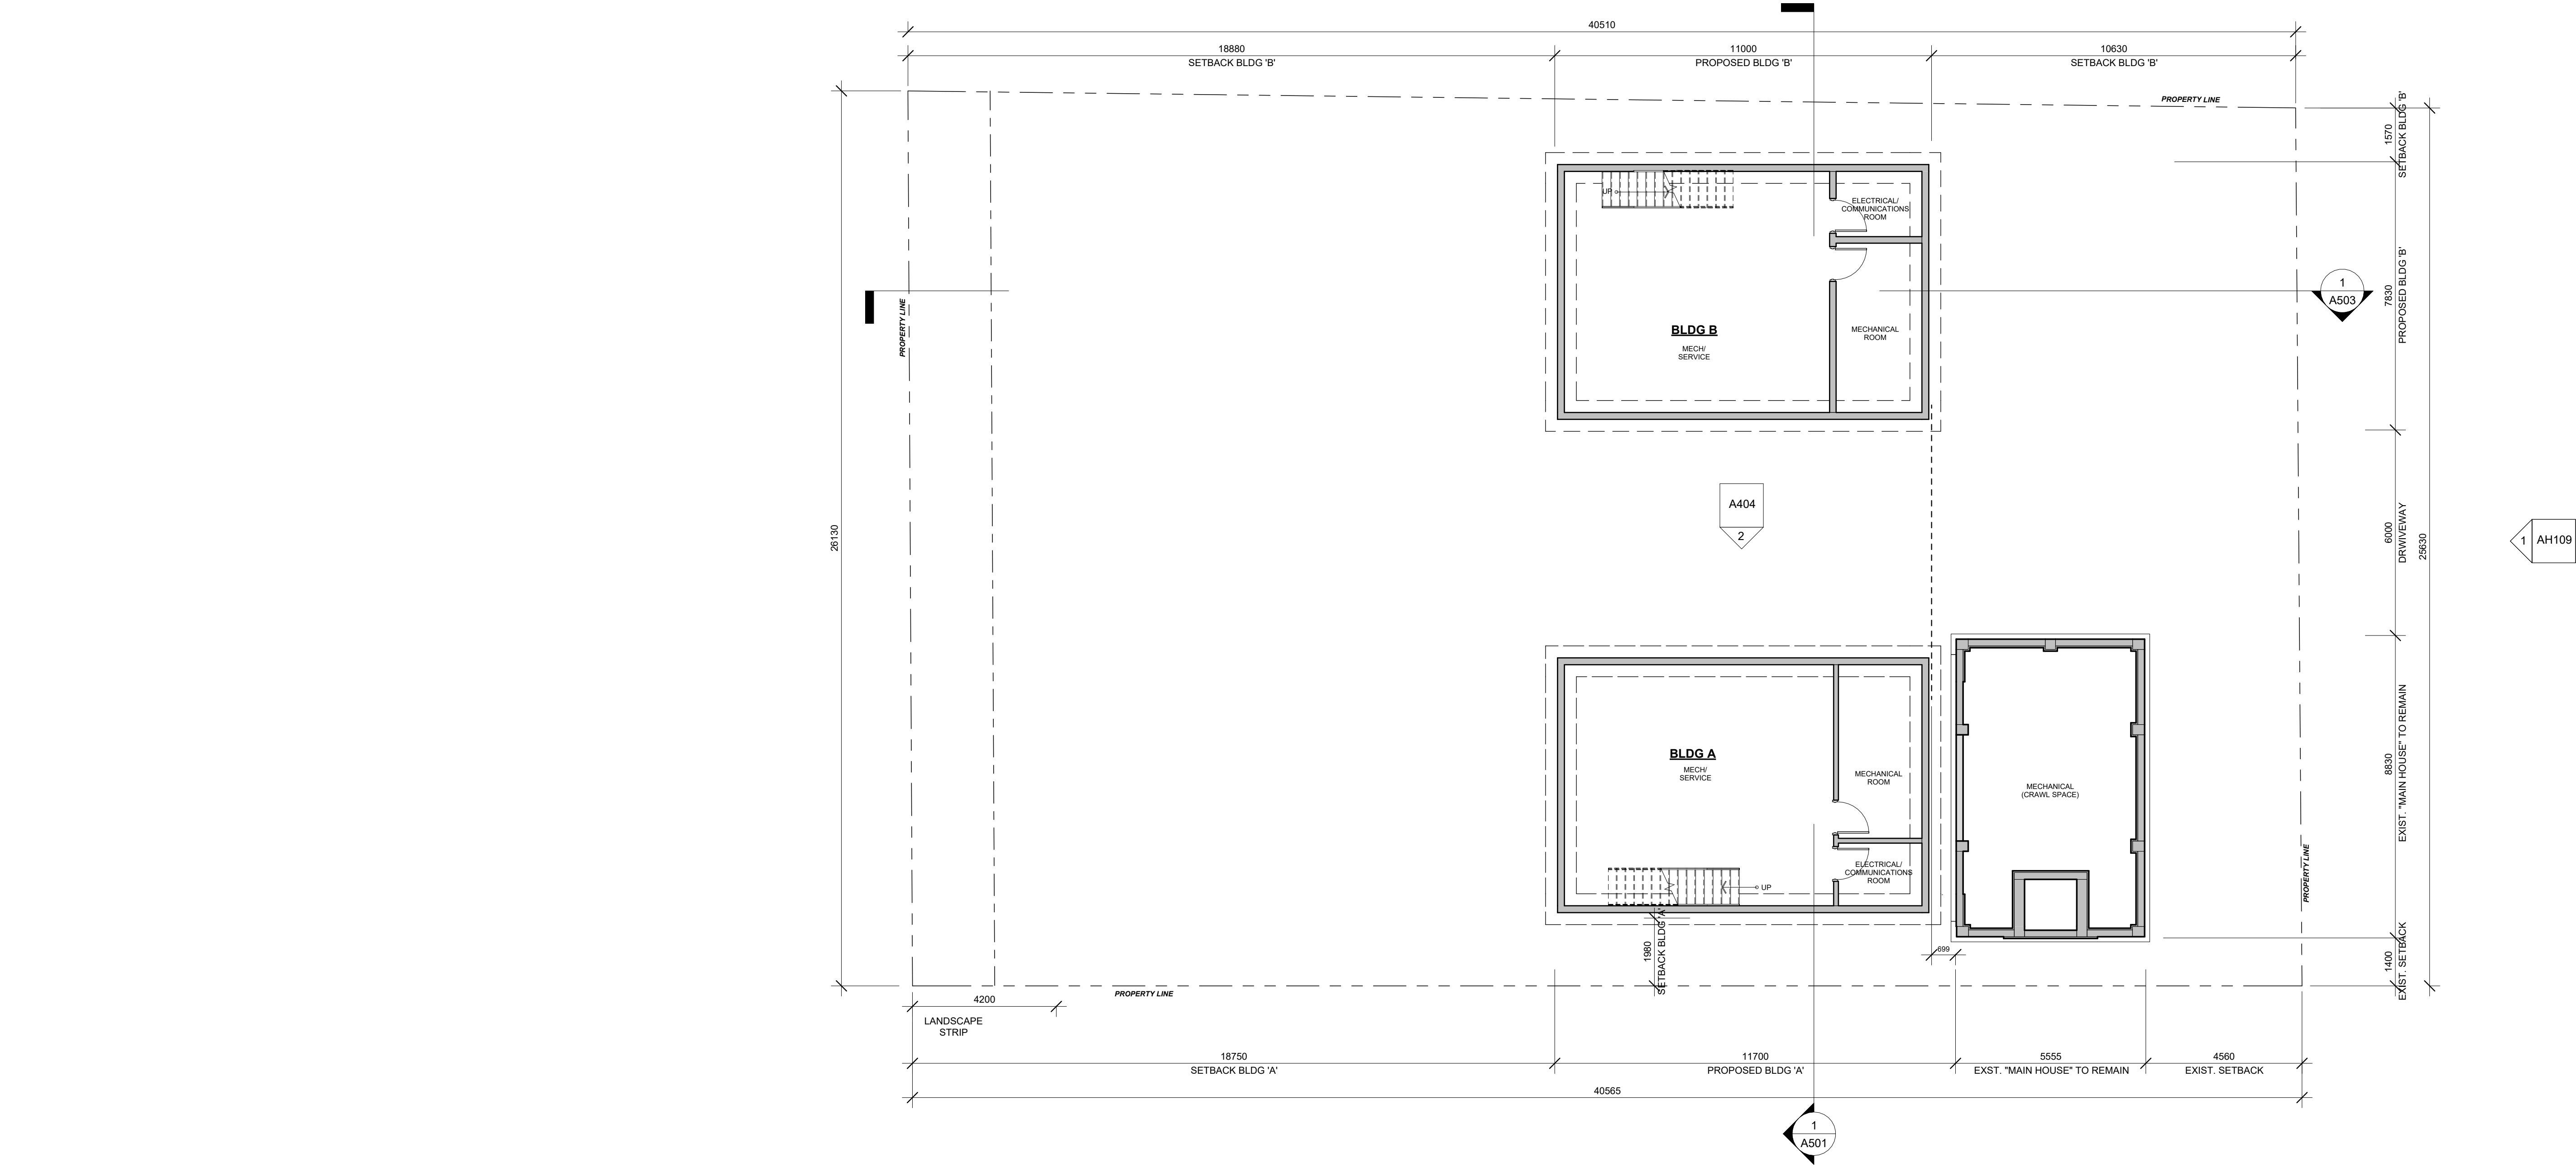 40510
18880
SETBACK BLDG 'B'
11000
PROPOSED BLDG 'B'
10630
SETBACK BLDG 'B'
PROPERTY LINE
1570
SETBACK BLDG 'B'
UP
ELECTRICAL/
COMMUNICATIONS
ROOM
7830
PROPOSED BLDG 'B'
1
A503
PROPERTY LINE
BLDG B
MECH/
SERVICE
MECHANICAL
ROOM
26130
A404
2
6000
DRWIVEWAY
25630
1
AH109
BLDG A
MECH/
SERVICE
MECHANICAL
ROOM
MECHANICAL
(CRAWL SPACE)
8830
EXIST. "MAIN HOUSE" TO REMAIN
ELECTRICAL/
COMMUNICATIONS
ROOM
UP
PROPERTY LINE
1980
SETBACK BLDG 'A'
699
1400
EXIST. SETBACK
PROPERTY LINE
4200
LANDSCAPE
STRIP
18750
SETBACK BLDG 'A'
11700
PROPOSED BLDG 'A'
5555
EXST. "MAIN HOUSE" TO REMAIN
4560
EXIST. SETBACK
40565
1
A501